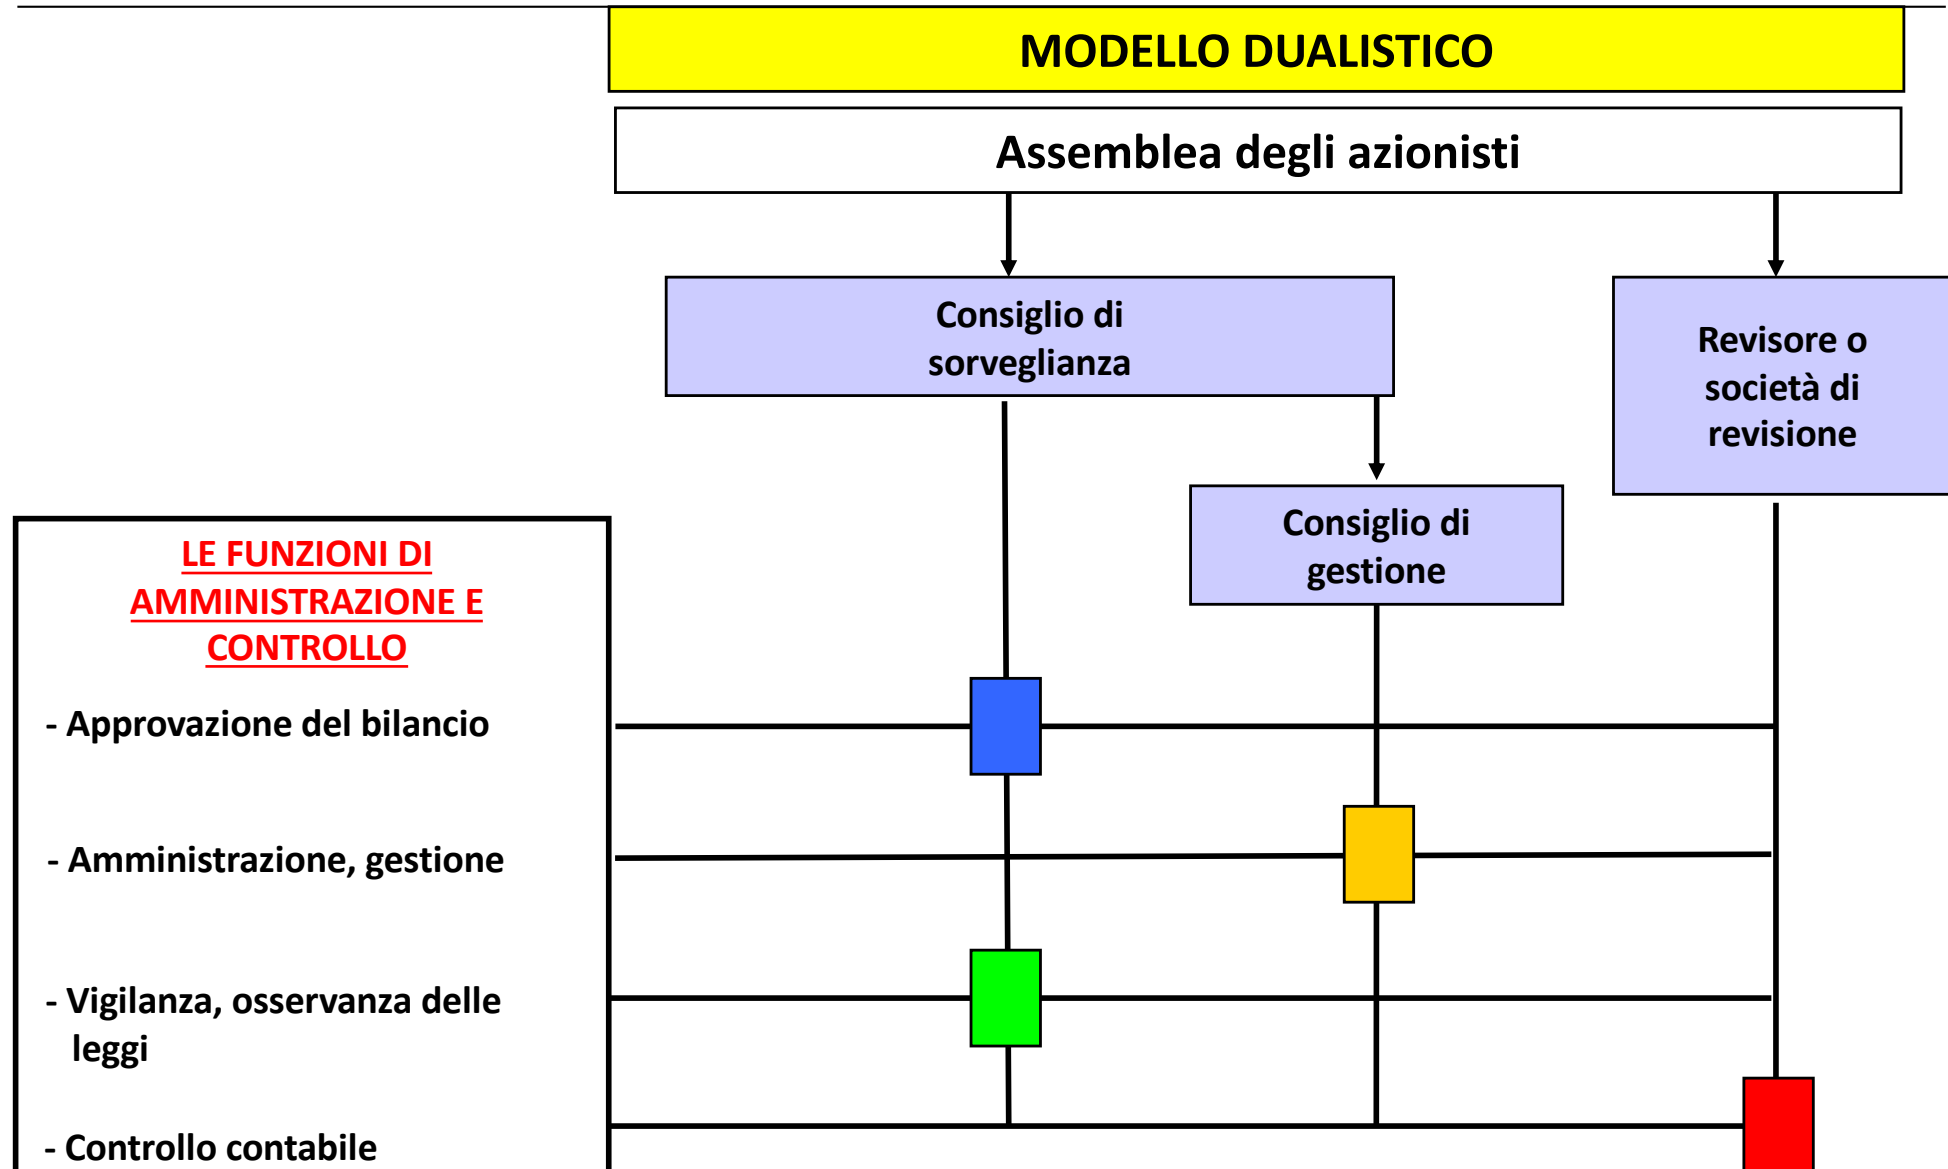 MODELLO DUALISTICO
Assemblea degli azionisti
Consiglio di
sorveglianza
Revisore o
società di
revisione
Consiglio di
gestione
LE FUNZIONI DI
AMMINISTRAZIONE E
CONTROLLO
- Approvazione del bilancio
- Amministrazione, gestione
- Vigilanza, osservanza delle
leggi
- Controllo contabile